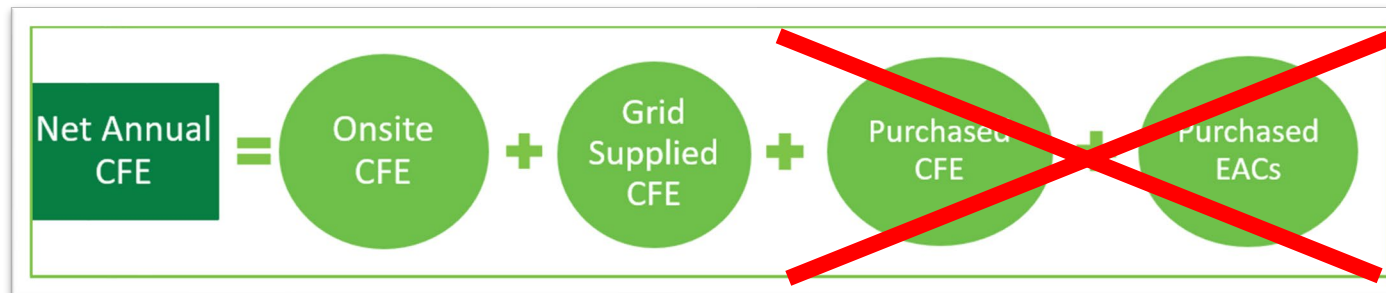 Net Annual
CFE
=
Onsite
CFE
+
Grid
Supplied
CFE
+
Purchased
CFE
+
Purchased
EACs